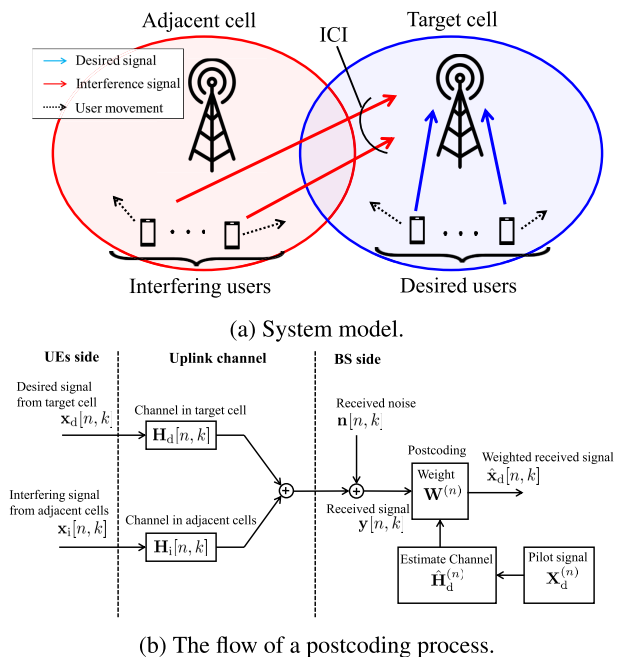 Adjacent cell
Target cell
ICI
Desired signal
Interference signal
User movement
. . .
. . .
Interfering users
Desired users
(a) System model.
UEs side
Uplink channel
BS side
Desired signal
from target cell
x_d[n, k]
Channel in target cell
H_d[n, k]
Received noise
n[n, k]
Postcoding
Weight
W^{(n)}
Weighted received signal
x̂_d[n, k]
+
+
Received signal
y[n, k]
Interfering signal
from adjacent cells
x_i[n, k]
Channel in adjacent cells
H_i[n, k]
Estimate Channel
Ĥ_d^{(n)}
Pilot signal
X_d^{(n)}
(b) The flow of a postcoding process.